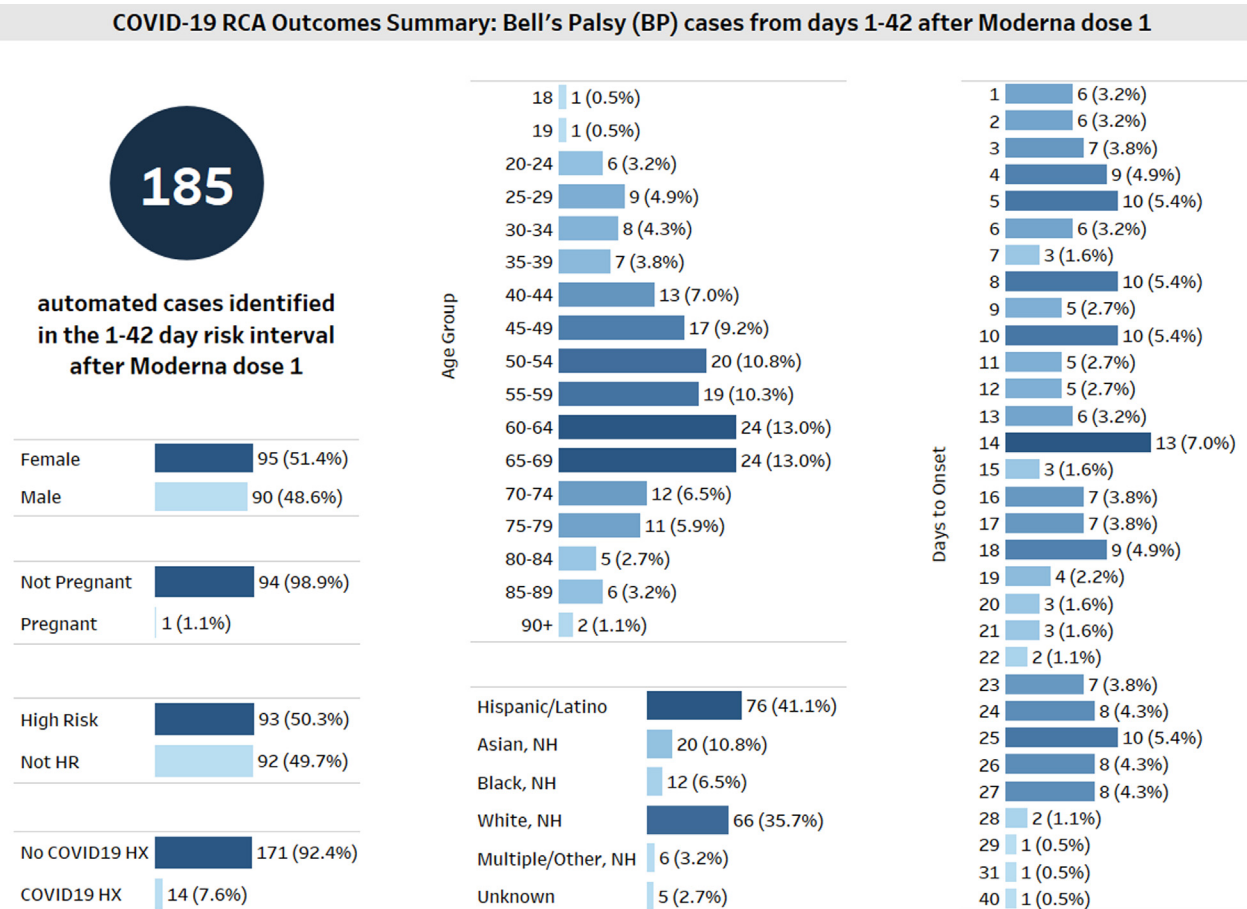 COVID-19 RCA Outcomes Summary: Bell's Palsy (BP) cases from days 1-42 after Moderna dose 1
185
automated cases identified
in the 1-42 day risk interval
after Moderna dose 1
Female 95 (51.4%)
Male 90 (48.6%)
Not Pregnant 94 (98.9%)
Pregnant 1 (1.1%)
High Risk 93 (50.3%)
Not HR 92 (49.7%)
No COVID19 HX 171 (92.4%)
COVID19 HX 14 (7.6%)
Age Group
18 1 (0.5%)
19 1 (0.5%)
20-24 6 (3.2%)
25-29 9 (4.9%)
30-34 8 (4.3%)
35-39 7 (3.8%)
40-44 13 (7.0%)
45-49 17 (9.2%)
50-54 20 (10.8%)
55-59 19 (10.3%)
60-64 24 (13.0%)
65-69 24 (13.0%)
70-74 12 (6.5%)
75-79 11 (5.9%)
80-84 5 (2.7%)
85-89 6 (3.2%)
90+ 2 (1.1%)
Hispanic/Latino 76 (41.1%)
Asian, NH 20 (10.8%)
Black, NH 12 (6.5%)
White, NH 66 (35.7%)
Multiple/Other, NH 6 (3.2%)
Unknown 5 (2.7%)
Days to Onset
1 6 (3.2%)
2 6 (3.2%)
3 7 (3.8%)
4 9 (4.9%)
5 10 (5.4%)
6 6 (3.2%)
7 3 (1.6%)
8 10 (5.4%)
9 5 (2.7%)
10 10 (5.4%)
11 5 (2.7%)
12 5 (2.7%)
13 6 (3.2%)
14 13 (7.0%)
15 3 (1.6%)
16 7 (3.8%)
17 7 (3.8%)
18 9 (4.9%)
19 4 (2.2%)
20 3 (1.6%)
21 3 (1.6%)
22 2 (1.1%)
23 7 (3.8%)
24 8 (4.3%)
25 10 (5.4%)
26 8 (4.3%)
27 8 (4.3%)
28 2 (1.1%)
29 1 (0.5%)
31 1 (0.5%)
40 1 (0.5%)